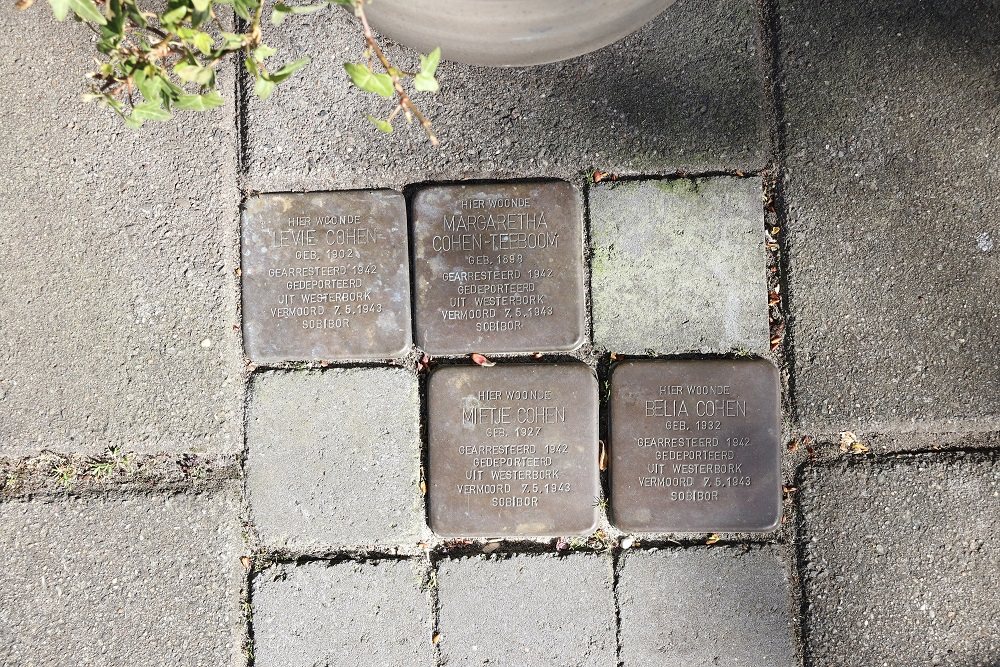 HIER WOONDE
LEVIE COHEN
GEB. 1902
GEARRESTEERD 1942
GEDEPORTEERD
UIT WESTERBORK
VERMOORD 7.5.1943
SOBIBOR
HIER WOONDE
MARGARETHA
COHEN-TEEBOOM
GEB. 1898
GEARRESTEERD 1942
GEDEPORTEERD
UIT WESTERBORK
VERMOORD 7.5.1943
SOBIBOR
HIER WOONDE
MIETJE COHEN
GEB. 1927
GEARRESTEERD 1942
GEDEPORTEERD
UIT WESTERBORK
VERMOORD 7.5.1943
SOBIBOR
HIER WOONDE
BELIA COHEN
GEB. 1932
GEARRESTEERD 1942
GEDEPORTEERD
UIT WESTERBORK
VERMOORD 7.5.1943
SOBIBOR